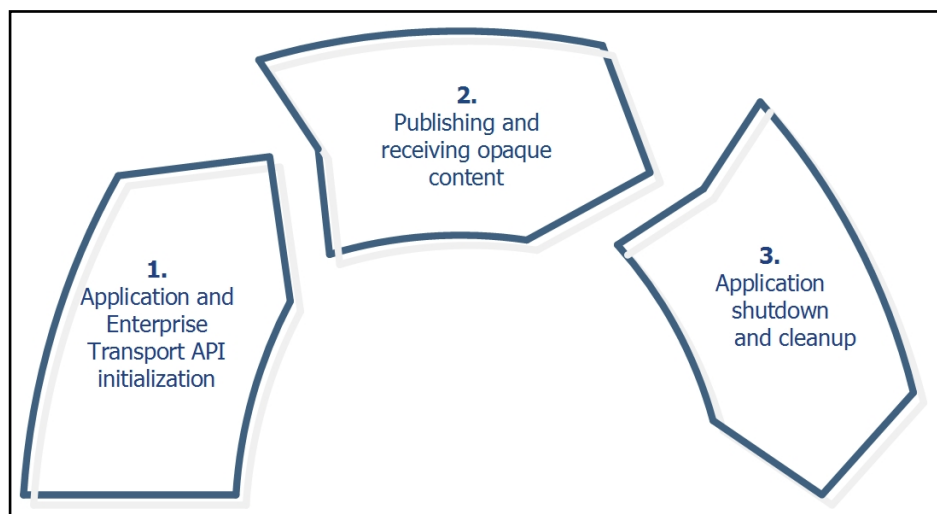 1.
Application and
Enterprise
Transport API
initialization
2.
Publishing and
receiving opaque
content
3.
Application
shutdown
and cleanup